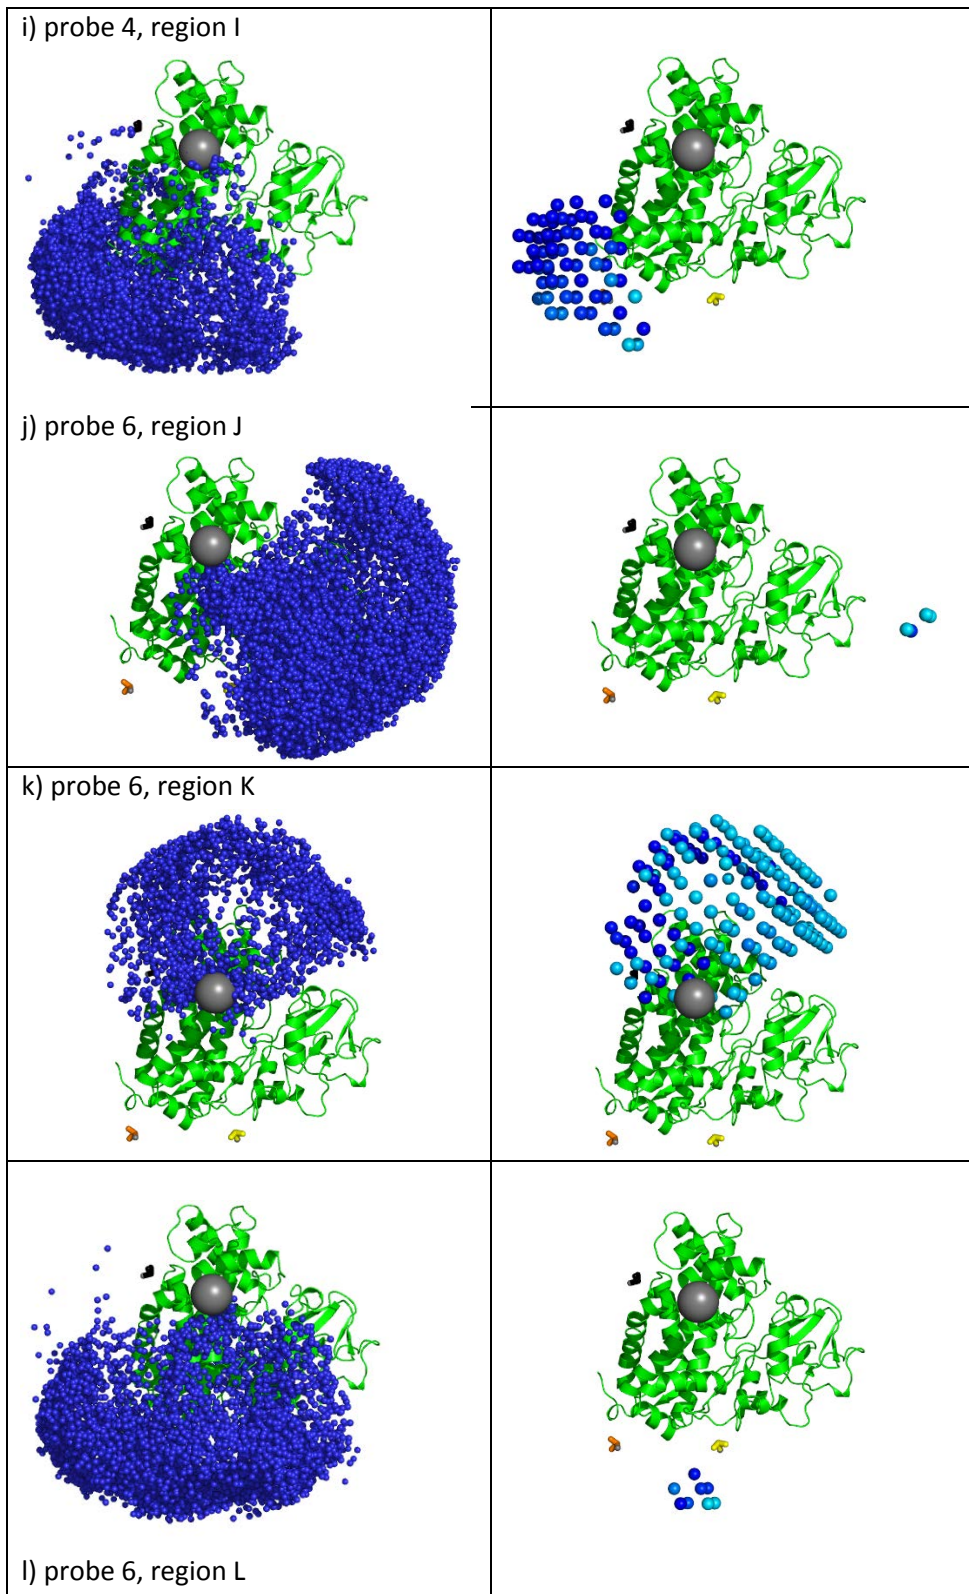 i) probe 4, region I
j) probe 6, region J
k) probe 6, region K
l) probe 6, region L